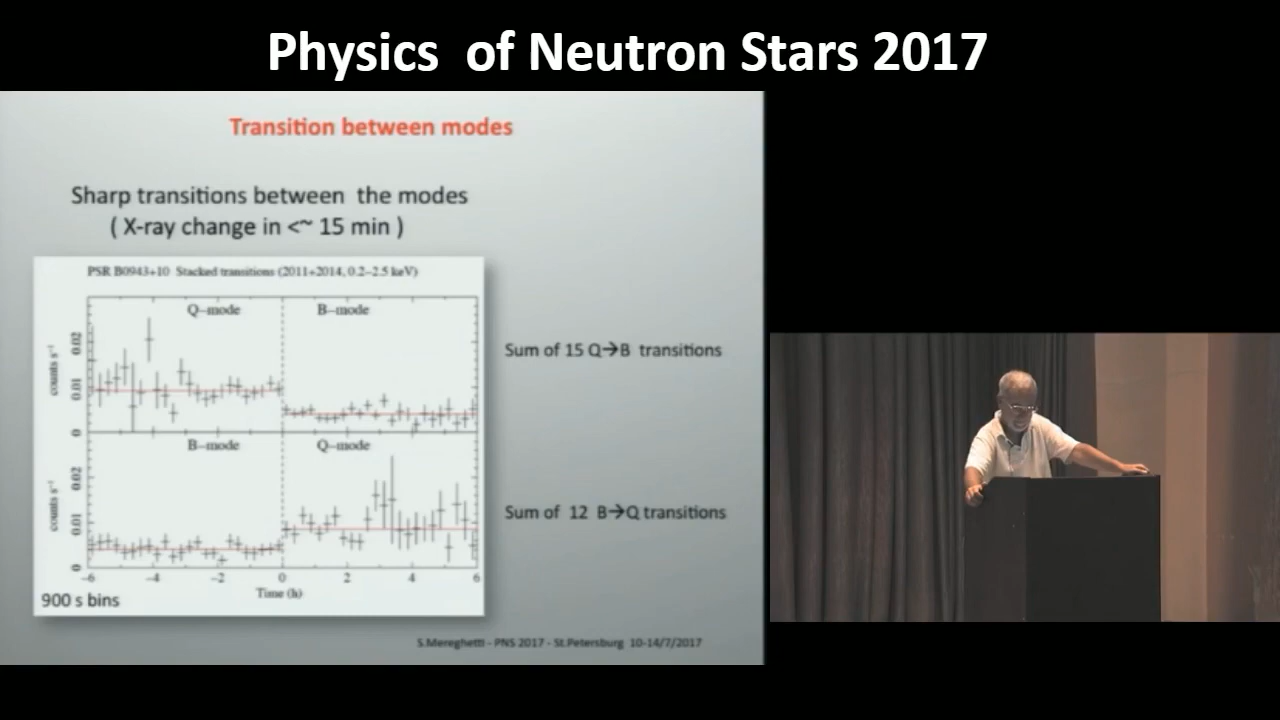 Physics of Neutron Stars 2017
Transition between modes
Sharp transitions between the modes
( X-ray change in <~ 15 min )
PSR B0943+10 Stacked transitions (2011+2014, 0.2–2.5 keV)
Q–mode
B–mode
counts s⁻¹
0 0.01 0.02
Sum of 15 Q→B transitions
B–mode
Q–mode
counts s⁻¹
0 0.01 0.02
Sum of 12 B→Q transitions
−6 −4 −2 0 2 4 6
Time (h)
900 s bins
S.Mereghetti - PNS 2017 - St.Petersburg 10-14/7/2017